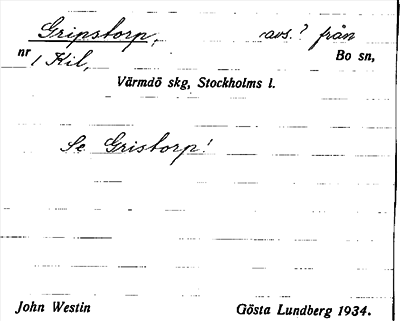 Gripstorp, avs.? från
nr 1 Kil, Bo sn,
Värmdö skg, Stockholms l.
Se Gristorp!
John Westin Gösta Lundberg 1934.